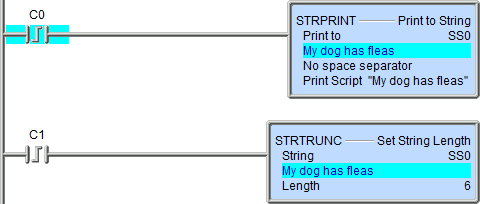 C0
STRPRINT Print to String
Print to SS0
My dog has fleas
No space separator
Print Script "My dog has fleas"
C1
STRTRUNC Set String Length
String SS0
My dog has fleas
Length 6